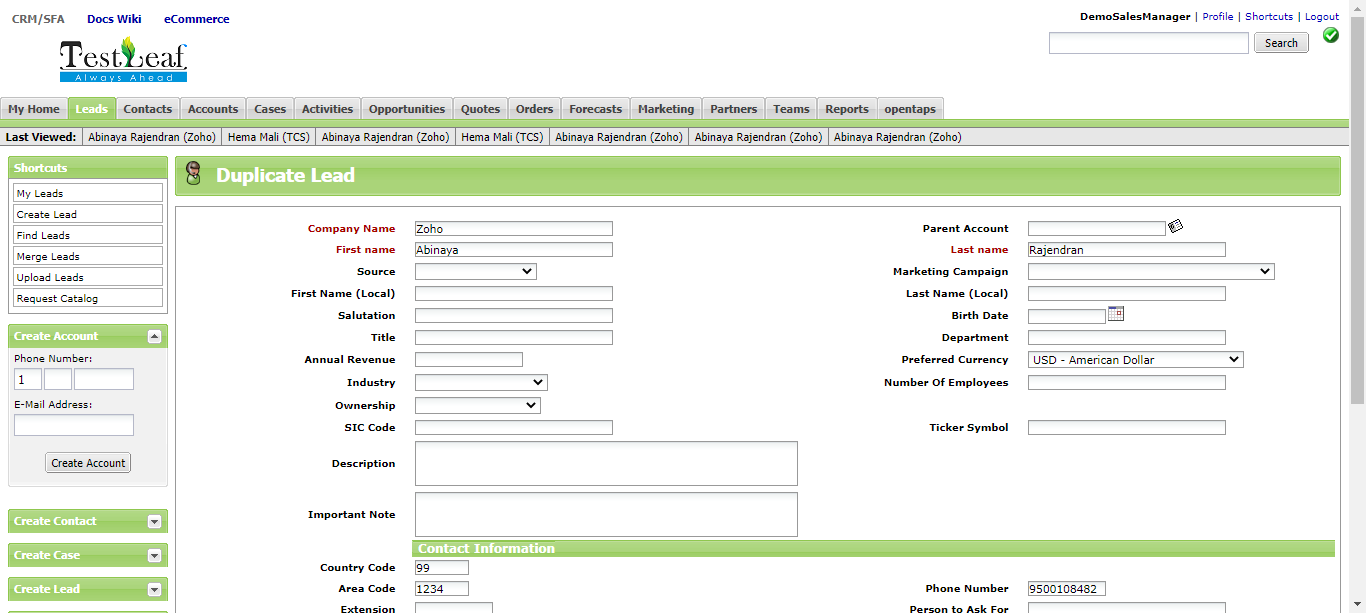 CRM/SFA Docs Wiki eCommerce
DemoSalesManager | Profile | Shortcuts | Logout
Search
TestLeaf
Always Ahead
My Home Leads Contacts Accounts Cases Activities Opportunities Quotes Orders Forecasts Marketing Partners Teams Reports opentaps
Last Viewed: Abinaya Rajendran (Zoho) Hema Mali (TCS) Abinaya Rajendran (Zoho) Hema Mali (TCS) Abinaya Rajendran (Zoho) Abinaya Rajendran (Zoho) Abinaya Rajendran (Zoho)
Shortcuts
My Leads
Create Lead
Find Leads
Merge Leads
Upload Leads
Request Catalog
Create Account
Phone Number:
1
E-Mail Address:
Create Account
Create Contact
Create Case
Create Lead
Duplicate Lead
Company Name Zoho Parent Account
First name Abinaya Last name Rajendran
Source Marketing Campaign
First Name (Local) Last Name (Local)
Salutation Birth Date
Title Department
Annual Revenue Preferred Currency USD - American Dollar
Industry Number Of Employees
Ownership
SIC Code Ticker Symbol
Description
Important Note
Contact Information
Country Code 99
Area Code 1234 Phone Number 9500108482
Extension Person to Ask For